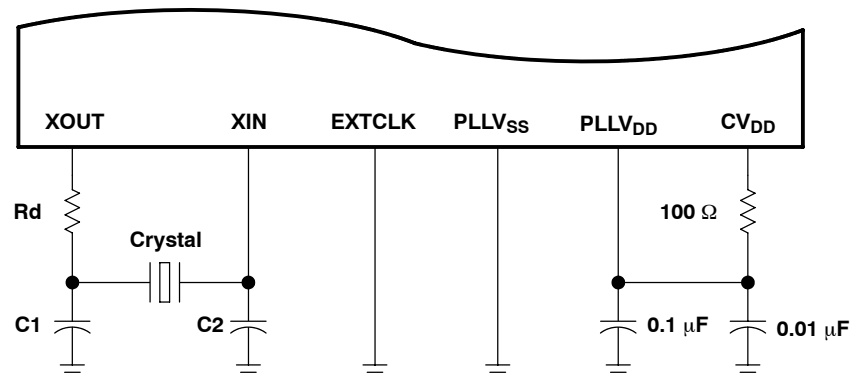 XOUT XIN EXTCLK PLLVSS PLLVDD CVDD
Rd 100 Ω
Crystal
C1 C2 0.1 μF 0.01 μF